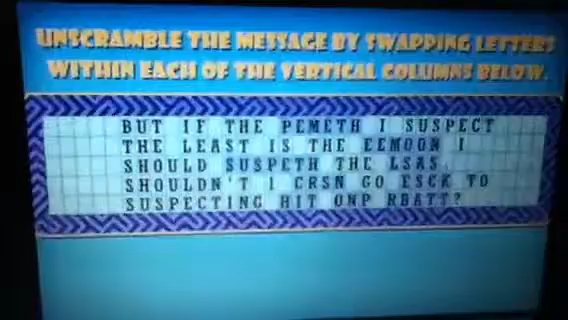 UNSCRAMBLE THE MESSAGE BY SWAPPING LETTERS
WITHIN EACH OF THE VERTICAL COLUMNS BELOW.
BUT IF THE PEMETH I SUSPECT
THE LEAST IS THE EEMOON I
SHOULD SUSPETH THE LSAS,
SHOULDN'T I CRSN GO ESCK TO
SUSPECTING HIT ONP RBATT?